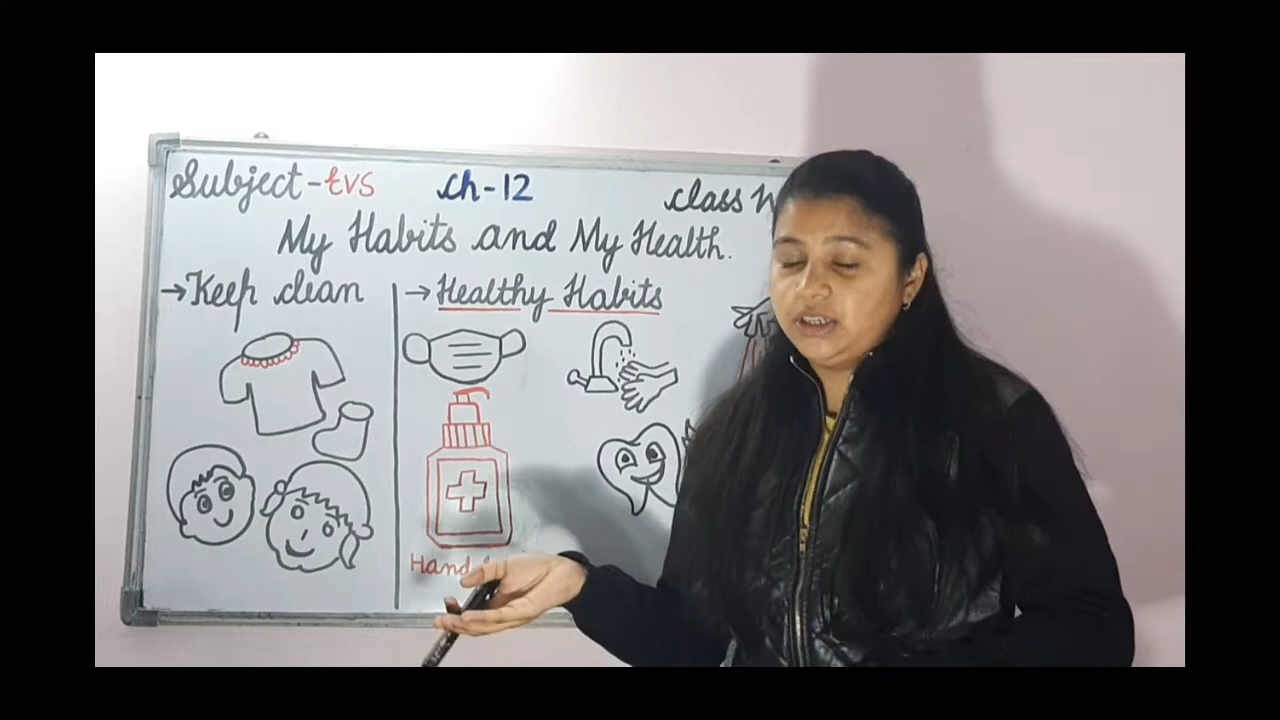 Subject - EVS ch-12 class
My Habits and My Health.
→ Keep clean → Healthy Habits
Hand